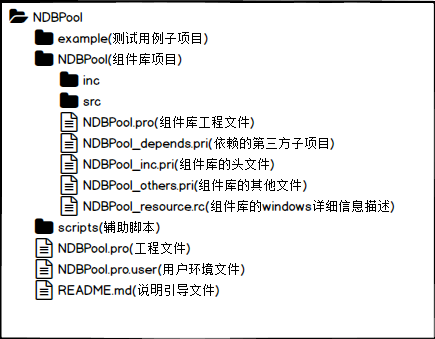 NDBPool
example(测试用例子项目)
NDBPool(组件库项目)
inc
src
NDBPool.pro(组件库工程文件)
NDBPool_depends.pri(依赖的第三方子项目)
NDBPool_inc.pri(组件库的头文件)
NDBPool_others.pri(组件库的其他文件)
NDBPool_resource.rc(组件库的windows详细信息描述)
scripts(辅助脚本)
NDBPool.pro(工程文件)
NDBPool.pro.user(用户环境文件)
README.md(说明引导文件)